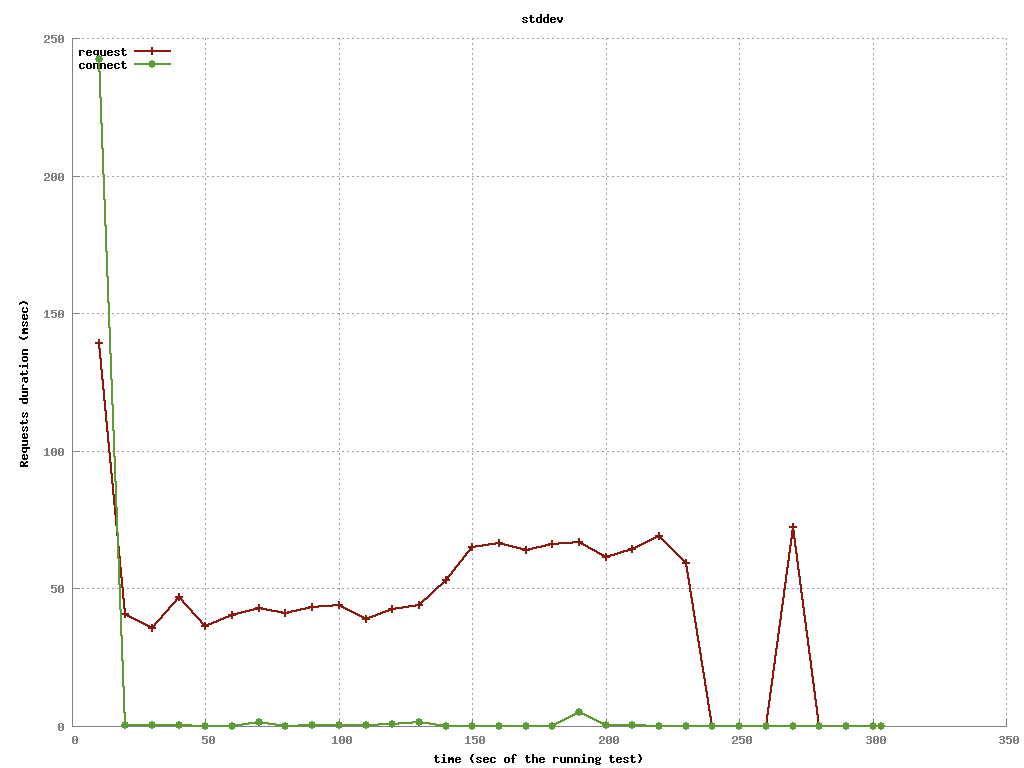 stddev
250
request
connect
200
150
Requests duration (msec)
100
50
0
0 50 100 150 200 250 300 350
time (sec of the running test)